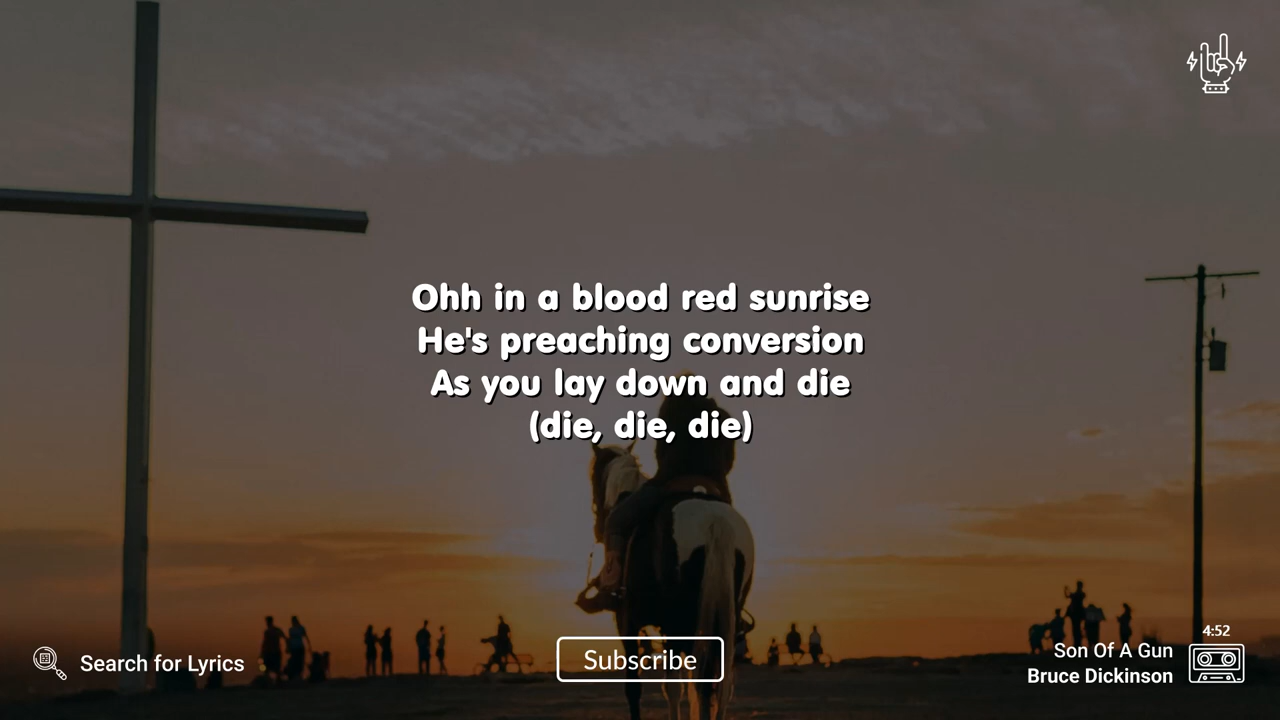 Ohh in a blood red sunrise
He's preaching conversion
As you lay down and die
(die, die, die)
Search for Lyrics
Subscribe
4:52
Son Of A Gun
Bruce Dickinson